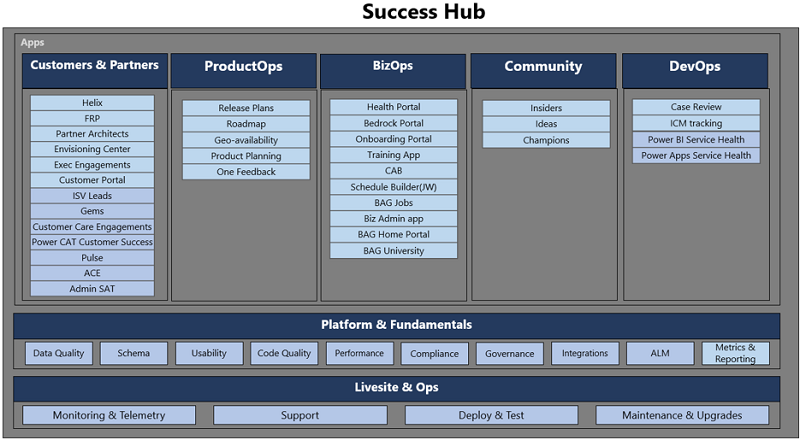 Success Hub
Apps
Customers & Partners
Helix
FRP
Partner Architects
Envisioning Center
Exec Engagements
Customer Portal
ISV Leads
Gems
Customer Care Engagements
Power CAT Customer Success
Pulse
ACE
Admin SAT
ProductOps
Release Plans
Roadmap
Geo-availability
Product Planning
One Feedback
BizOps
Health Portal
Bedrock Portal
Onboarding Portal
Training App
CAB
Schedule Builder(JW)
BAG Jobs
Biz Admin app
BAG Home Portal
BAG University
Community
Insiders
Ideas
Champions
DevOps
Case Review
ICM tracking
Power BI Service Health
Power Apps Service Health
Platform & Fundamentals
Data Quality
Schema
Usability
Code Quality
Performance
Compliance
Governance
Integrations
ALM
Metrics &
Reporting
Livesite & Ops
Monitoring & Telemetry
Support
Deploy & Test
Maintenance & Upgrades